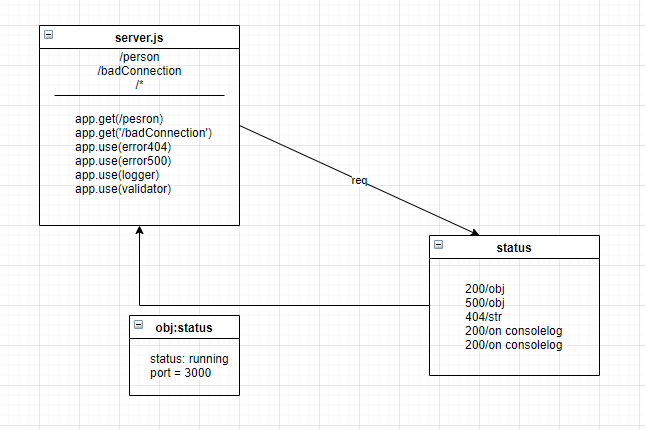 server.js
/person
/badConnection
/*
app.get(/pesron)
app.get('/badConnection')
app.use(error404)
app.use(error500)
app.use(logger)
app.use(validator)
req
status
200/obj
500/obj
404/str
200/on consolelog
200/on consolelog
obj:status
status: running
port = 3000